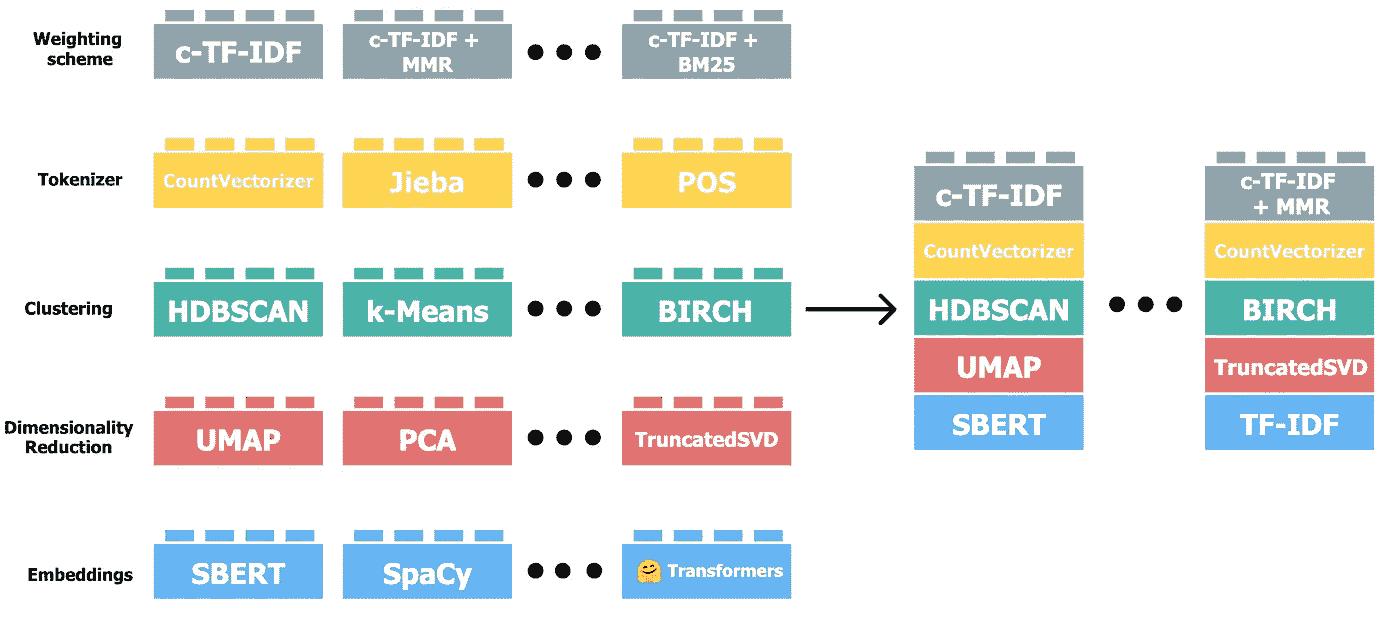 Weighting
scheme
c-TF-IDF
c-TF-IDF +
MMR
c-TF-IDF +
BM25
Tokenizer
CountVectorizer
Jieba
POS
Clustering
HDBSCAN
k-Means
BIRCH
Dimensionality
Reduction
UMAP
PCA
TruncatedSVD
Embeddings
SBERT
SpaCy
Transformers
c-TF-IDF
CountVectorizer
HDBSCAN
UMAP
SBERT
c-TF-IDF
+ MMR
CountVectorizer
BIRCH
TruncatedSVD
TF-IDF